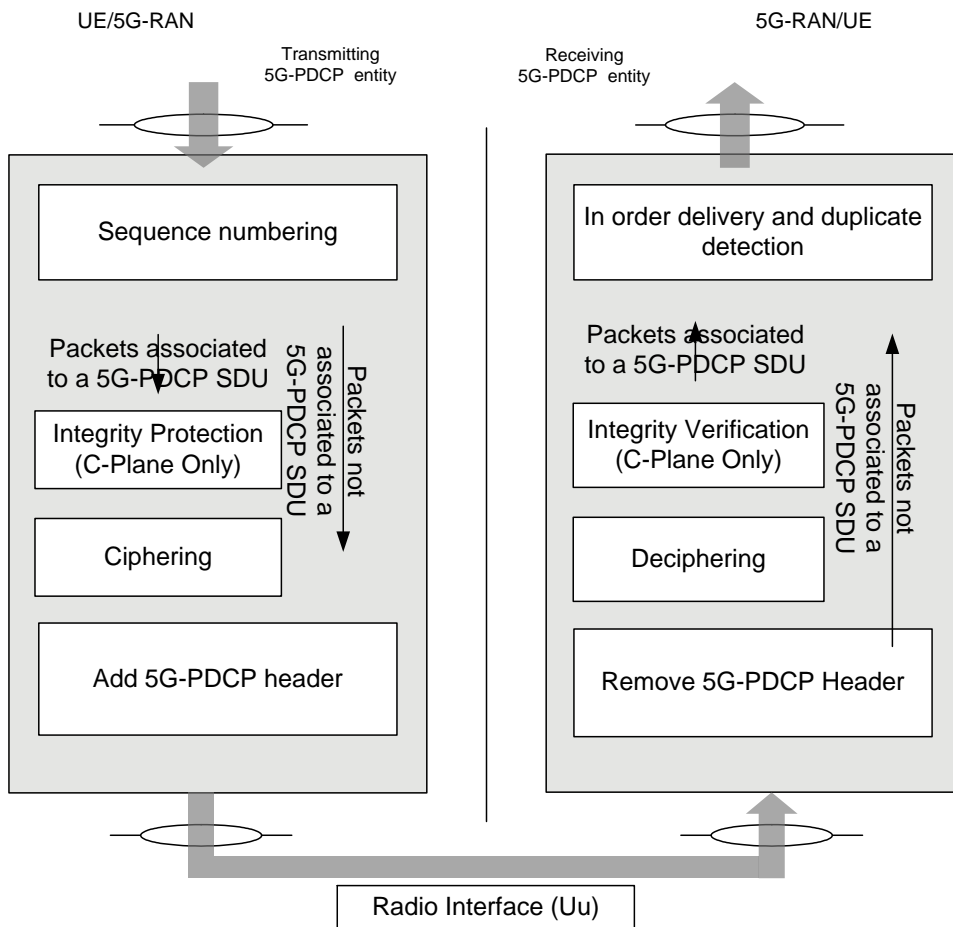 UE/5G-RAN
5G-RAN/UE
Transmitting
5G-PDCP entity
Receiving
5G-PDCP entity
Sequence numbering
Packets associated
to a 5G-PDCP SDU
Packets not
associated to a
5G-PDCP SDU
Integrity Protection
(C-Plane Only)
Ciphering
Add 5G-PDCP header
In order delivery and duplicate
detection
Packets associated
to a 5G-PDCP SDU
Packets not
associated to a
5G-PDCP SDU
Integrity Verification
(C-Plane Only)
Deciphering
Remove 5G-PDCP Header
Radio Interface (Uu)